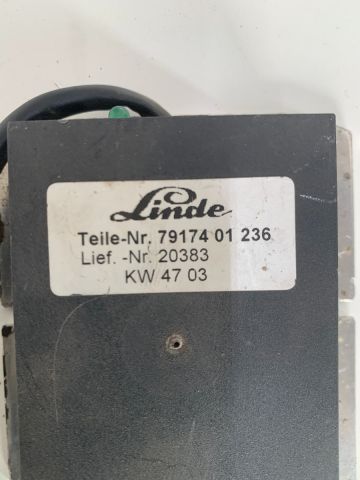 Linde
Teile-Nr. 79174 01 236
Lief. -Nr. 20383
KW 47 03